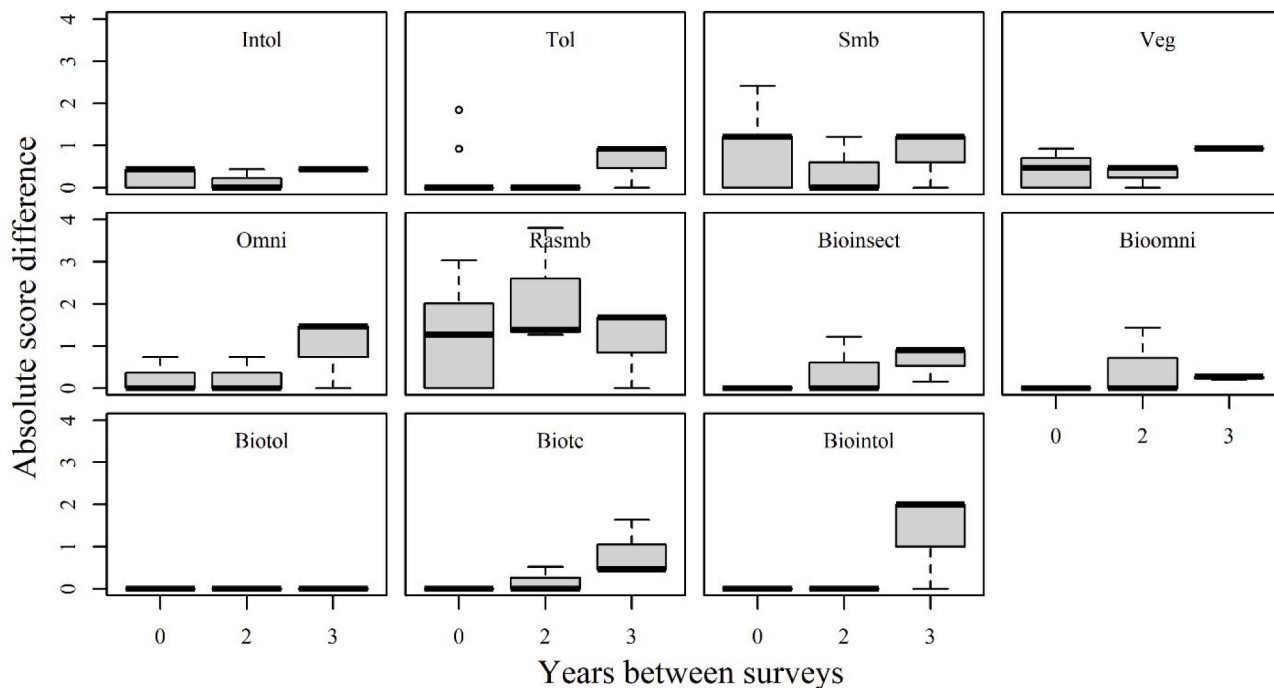 Absolute score difference
4
3
2
1
0
Intol
Tol
Smb
Veg
4
3
2
1
0
Omni
Rasmb
Bioinsect
Bioomni
0 2 3
4
3
2
1
0
Biotol
Biotc
Biointol
0 2 3
0 2 3
0 2 3
Years between surveys